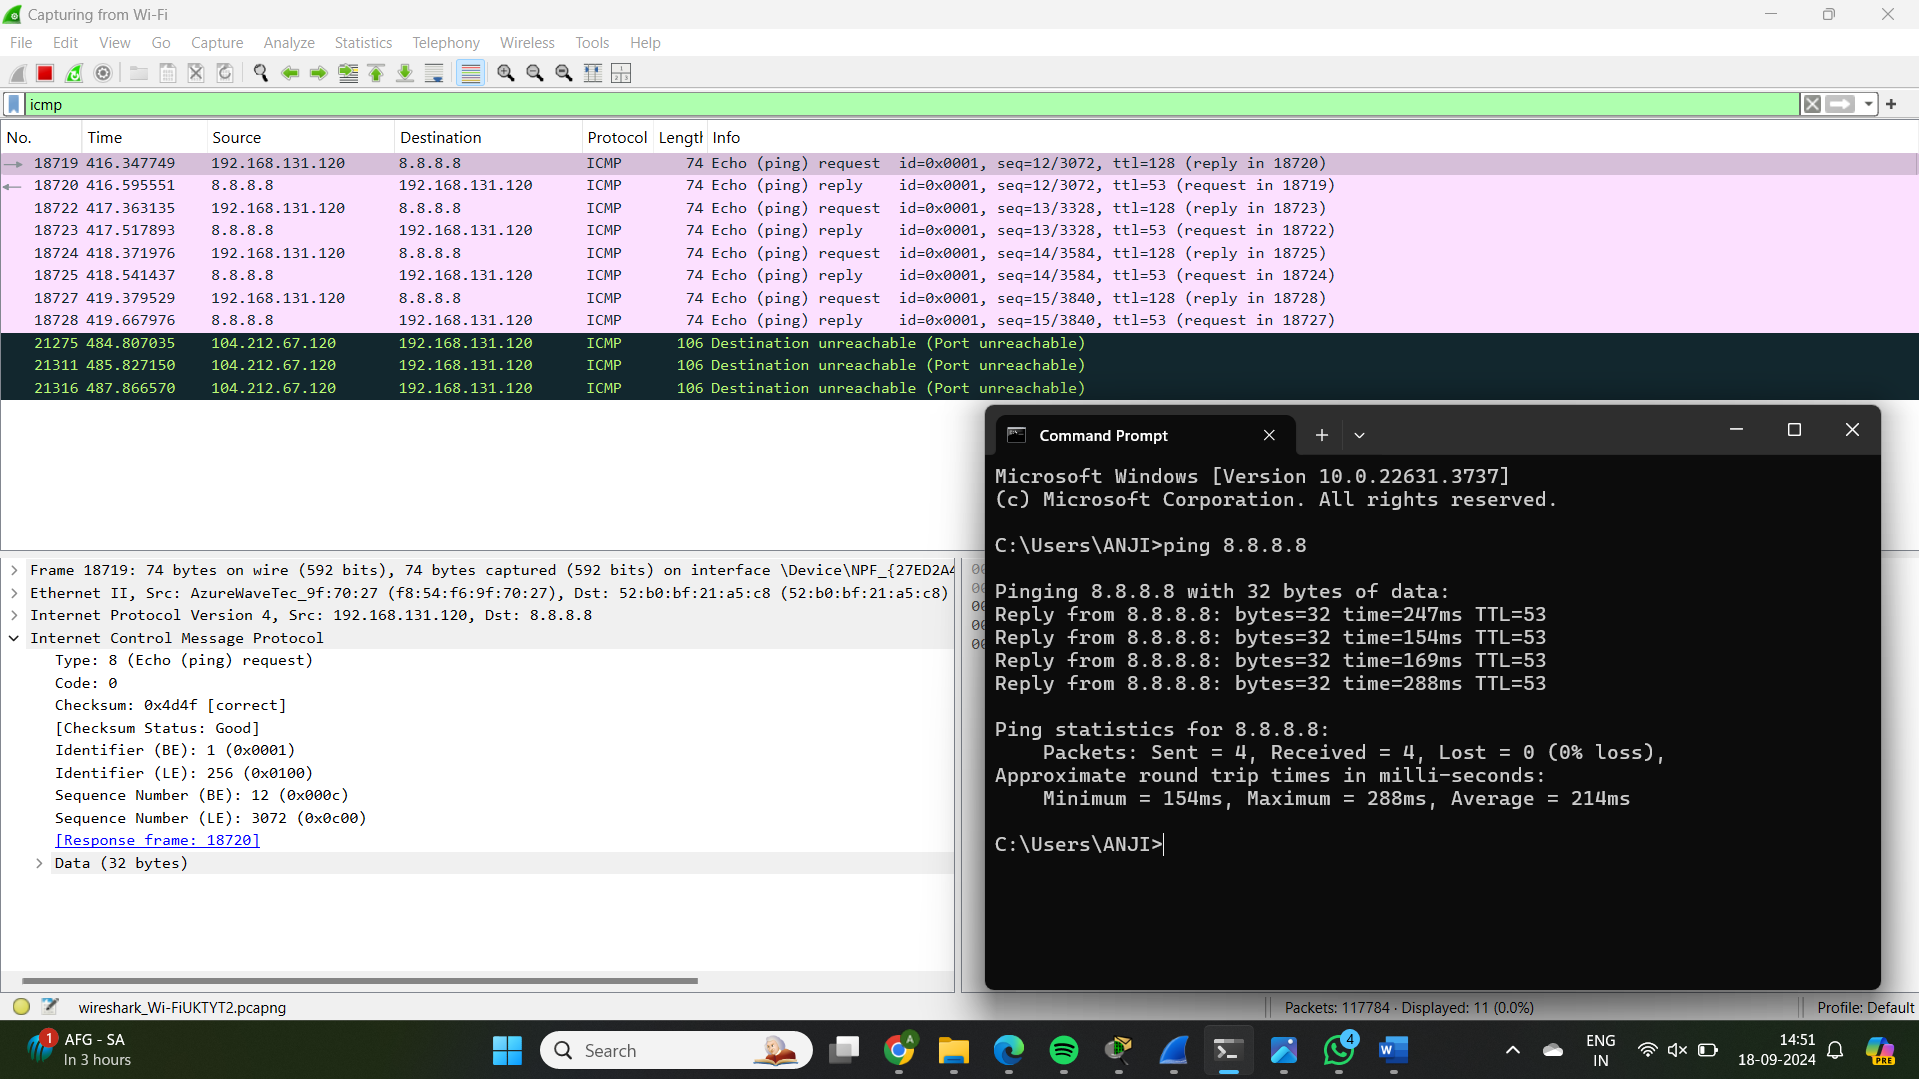 Capturing from Wi-Fi
File Edit View Go Capture Analyze Statistics Telephony Wireless Tools Help
icmp
No. Time Source Destination Protocol Length Info
18719 416.347749 192.168.131.120 8.8.8.8 ICMP 74 Echo (ping) request id=0x0001, seq=12/3072, ttl=128 (reply in 18720)
18720 416.595551 8.8.8.8 192.168.131.120 ICMP 74 Echo (ping) reply id=0x0001, seq=12/3072, ttl=53 (request in 18719)
18722 417.363135 192.168.131.120 8.8.8.8 ICMP 74 Echo (ping) request id=0x0001, seq=13/3328, ttl=128 (reply in 18723)
18723 417.517893 8.8.8.8 192.168.131.120 ICMP 74 Echo (ping) reply id=0x0001, seq=13/3328, ttl=53 (request in 18722)
18724 418.371976 192.168.131.120 8.8.8.8 ICMP 74 Echo (ping) request id=0x0001, seq=14/3584, ttl=128 (reply in 18725)
18725 418.541437 8.8.8.8 192.168.131.120 ICMP 74 Echo (ping) reply id=0x0001, seq=14/3584, ttl=53 (request in 18724)
18727 419.379529 192.168.131.120 8.8.8.8 ICMP 74 Echo (ping) request id=0x0001, seq=15/3840, ttl=128 (reply in 18728)
18728 419.667976 8.8.8.8 192.168.131.120 ICMP 74 Echo (ping) reply id=0x0001, seq=15/3840, ttl=53 (request in 18727)
21275 484.807035 104.212.67.120 192.168.131.120 ICMP 106 Destination unreachable (Port unreachable)
21311 485.827150 104.212.67.120 192.168.131.120 ICMP 106 Destination unreachable (Port unreachable)
21316 487.866570 104.212.67.120 192.168.131.120 ICMP 106 Destination unreachable (Port unreachable)
Frame 18719: 74 bytes on wire (592 bits), 74 bytes captured (592 bits) on interface \Device\NPF_{27ED2A4
Ethernet II, Src: AzureWaveTec_9f:70:27 (f8:54:f6:9f:70:27), Dst: 52:b0:bf:21:a5:c8 (52:b0:bf:21:a5:c8)
Internet Protocol Version 4, Src: 192.168.131.120, Dst: 8.8.8.8
Internet Control Message Protocol
Type: 8 (Echo (ping) request)
Code: 0
Checksum: 0x4d4f [correct]
[Checksum Status: Good]
Identifier (BE): 1 (0x0001)
Identifier (LE): 256 (0x0100)
Sequence Number (BE): 12 (0x000c)
Sequence Number (LE): 3072 (0x0c00)
[Response frame: 18720]
Data (32 bytes)
Command Prompt
Microsoft Windows [Version 10.0.22631.3737]
(c) Microsoft Corporation. All rights reserved.
C:\Users\ANJI>ping 8.8.8.8
Pinging 8.8.8.8 with 32 bytes of data:
Reply from 8.8.8.8: bytes=32 time=247ms TTL=53
Reply from 8.8.8.8: bytes=32 time=154ms TTL=53
Reply from 8.8.8.8: bytes=32 time=169ms TTL=53
Reply from 8.8.8.8: bytes=32 time=288ms TTL=53
Ping statistics for 8.8.8.8:
Packets: Sent = 4, Received = 4, Lost = 0 (0% loss),
Approximate round trip times in milli-seconds:
Minimum = 154ms, Maximum = 288ms, Average = 214ms
C:\Users\ANJI>
wireshark_Wi-FiUKTYT2.pcapng
Packets: 117784 · Displayed: 11 (0.0%)
Profile: Default
1
AFG - SA
In 3 hours
Search
A
4
W
ENG
IN
14:51
18-09-2024
PRE